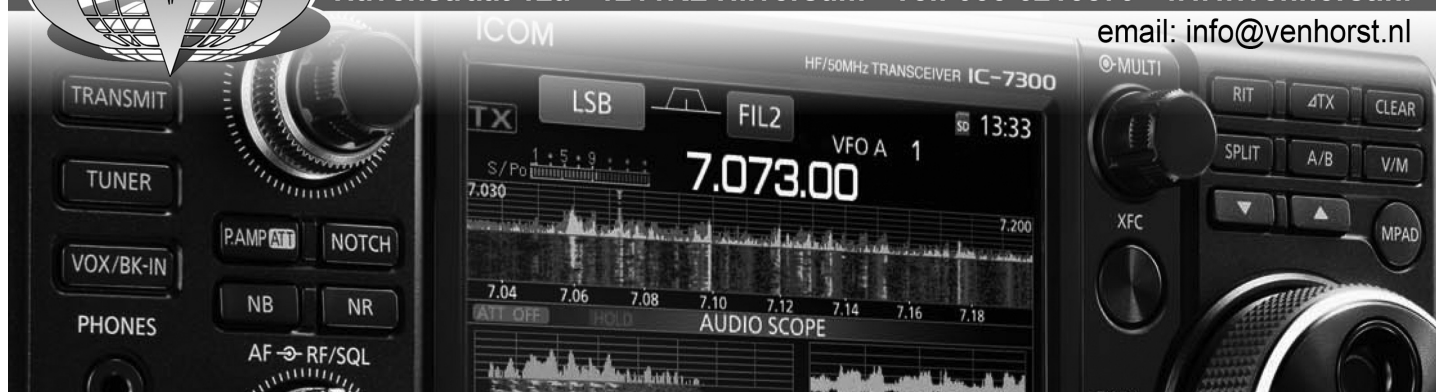 email: info@venhorst.nl
ICOM
HF/50MHz TRANSCEIVER IC-7300
TRANSMIT
TUNER
VOX/BK-IN
PHONES
P.AMP ATT
NOTCH
NB
NR
AF RF/SQL
TX
LSB
FIL2
SD 13:33
VFO A 1
S/Po 1 5 9
7.073.00
7.030
7.200
7.04 7.06 7.08 7.10 7.12 7.14 7.16 7.18
ATT OFF
HOLD
AUDIO SCOPE
MULTI
XFC
RIT
⊿TX
CLEAR
SPLIT
A/B
V/M
MPAD